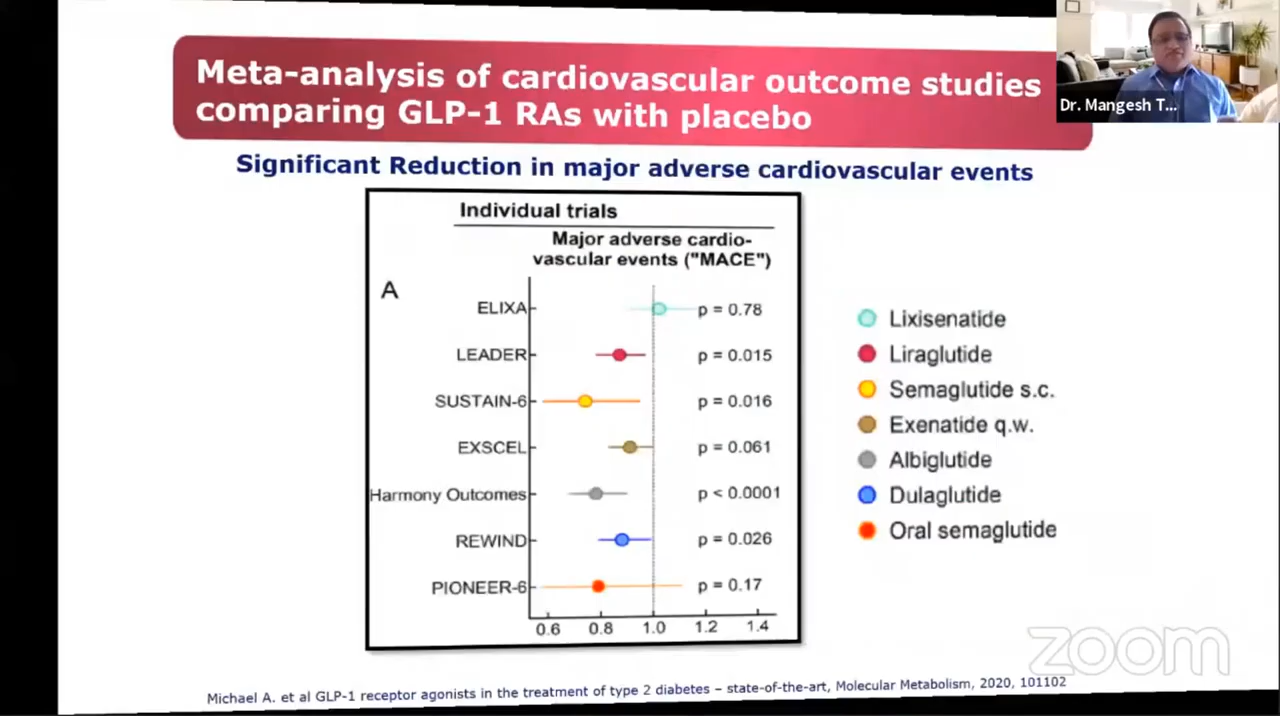 Meta-analysis of cardiovascular outcome studies
comparing GLP-1 RAs with placebo
Dr. Mangesh T...
Significant Reduction in major adverse cardiovascular events
Individual trials
Major adverse cardio-
vascular events ("MACE")
A
ELIXA p = 0.78
LEADER p = 0.015
SUSTAIN-6 p = 0.016
EXSCEL p = 0.061
Harmony Outcomes p < 0.0001
REWIND p = 0.026
PIONEER-6 p = 0.17
0.6 0.8 1.0 1.2 1.4
Lixisenatide
Liraglutide
Semaglutide s.c.
Exenatide q.w.
Albiglutide
Dulaglutide
Oral semaglutide
zoom
Michael A. et al GLP-1 receptor agonists in the treatment of type 2 diabetes – state-of-the-art, Molecular Metabolism, 2020, 101102